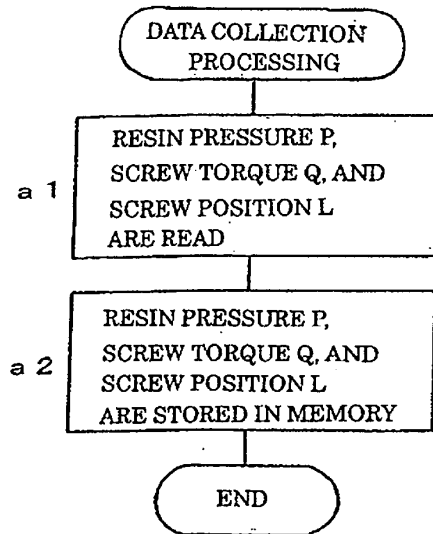 DATA COLLECTION
PROCESSING
a 1
RESIN PRESSURE P,
SCREW TORQUE Q, AND
SCREW POSITION L
ARE READ
a 2
RESIN PRESSURE P,
SCREW TORQUE Q, AND
SCREW POSITION L
ARE STORED IN MEMORY
END